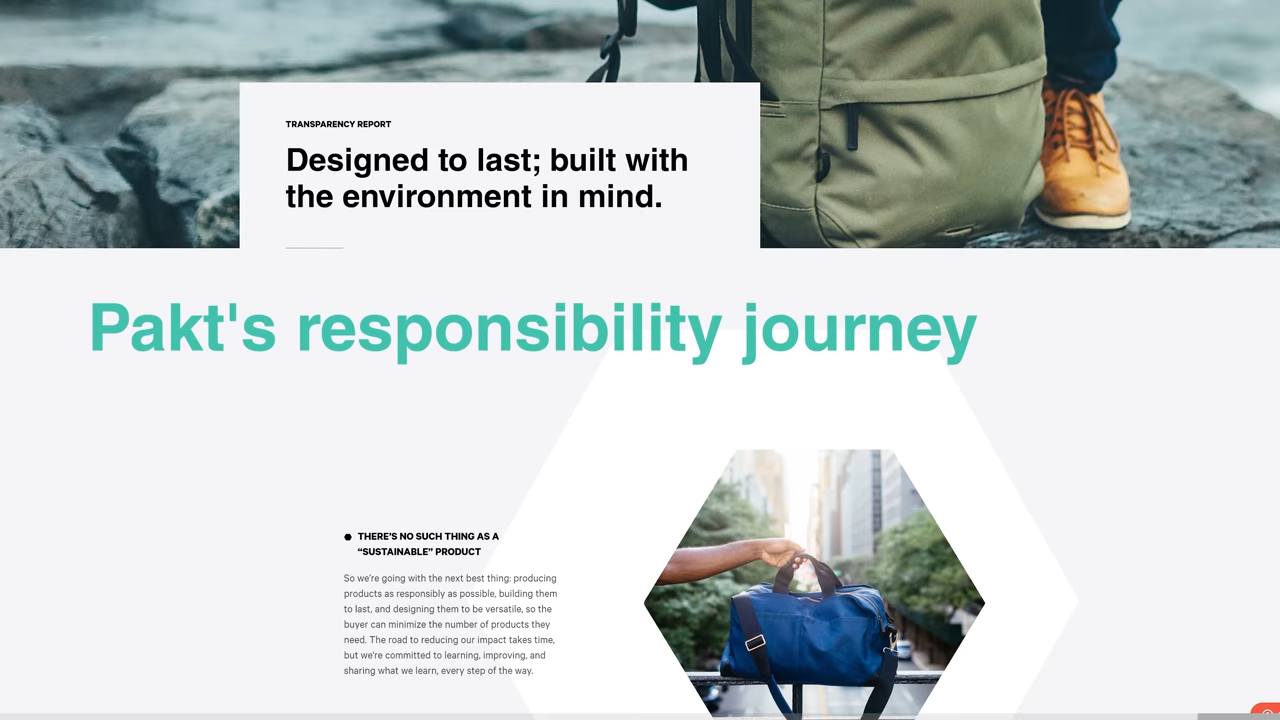 TRANSPARENCY REPORT
Designed to last; built with
the environment in mind.
Pakt's responsibility journey
THERE'S NO SUCH THING AS A
“SUSTAINABLE” PRODUCT
So we're going with the next best thing: producing
products as responsibly as possible, building them
to last, and designing them to be versatile, so the
buyer can minimize the number of products they
need. The road to reducing our impact takes time,
but we're committed to learning, improving, and
sharing what we learn, every step of the way.